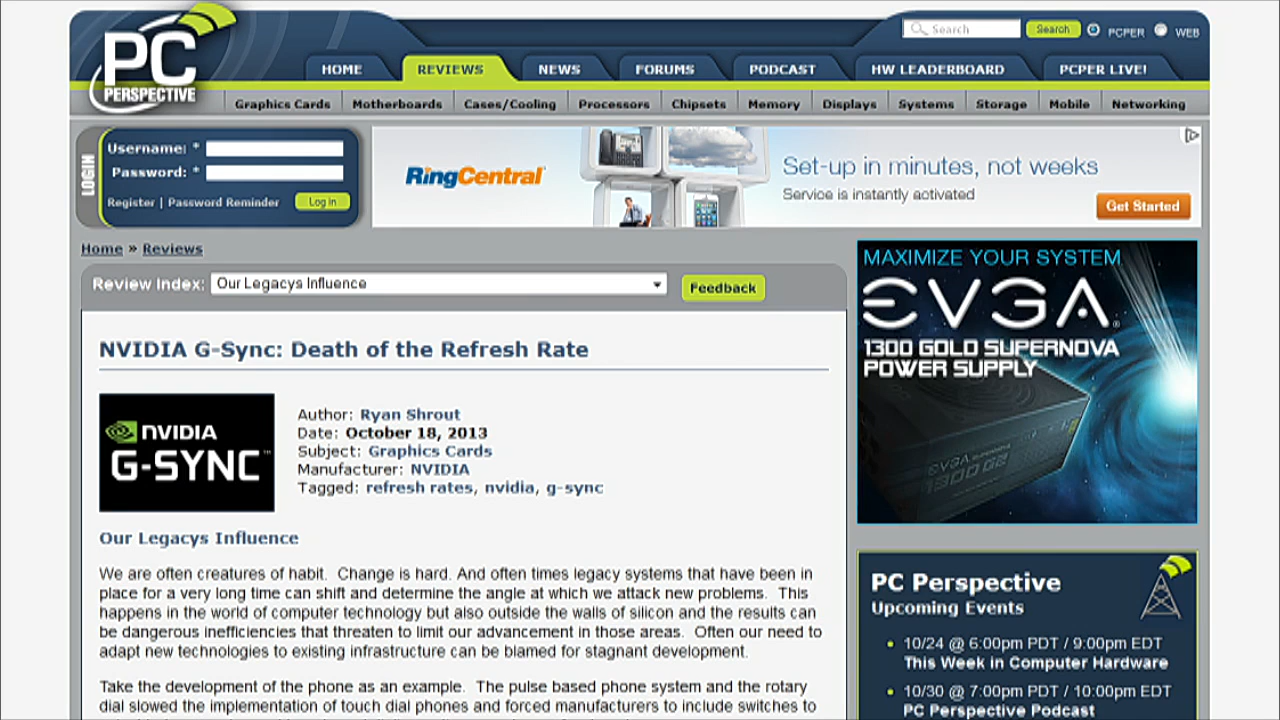 PC PERSPECTIVE
Search
Search
PCPER
WEB
HOME
REVIEWS
NEWS
FORUMS
PODCAST
HW LEADERBOARD
PCPER LIVE!
Graphics Cards
Motherboards
Cases/Cooling
Processors
Chipsets
Memory
Displays
Systems
Storage
Mobile
Networking
LOGIN
Username: *
Password: *
Register | Password Reminder
Log in
RingCentral
Set-up in minutes, not weeks
Service is instantly activated
Get Started
Home » Reviews
Review Index: Our Legacys Influence
Feedback
NVIDIA G-Sync: Death of the Refresh Rate
NVIDIA
G-SYNC™
Author: Ryan Shrout
Date: October 18, 2013
Subject: Graphics Cards
Manufacturer: NVIDIA
Tagged: refresh rates, nvidia, g-sync
Our Legacys Influence
We are often creatures of habit.  Change is hard. And often times legacy systems that have been in
place for a very long time can shift and determine the angle at which we attack new problems.  This
happens in the world of computer technology but also outside the walls of silicon and the results can
be dangerous inefficiencies that threaten to limit our advancement in those areas.  Often our need to
adapt new technologies to existing infrastructure can be blamed for stagnant development.
Take the development of the phone as an example.  The pulse based phone system and the rotary
dial slowed the implementation of touch dial phones and forced manufacturers to include switches to
MAXIMIZE YOUR SYSTEM
EVGA®
1300 GOLD SUPERNOVA
POWER SUPPLY
EVGA SUPERNOVA
1300 G2
PC Perspective
Upcoming Events
10/24 @ 6:00pm PDT / 9:00pm EDT
This Week in Computer Hardware
10/30 @ 7:00pm PDT / 10:00pm EDT
PC Perspective Podcast